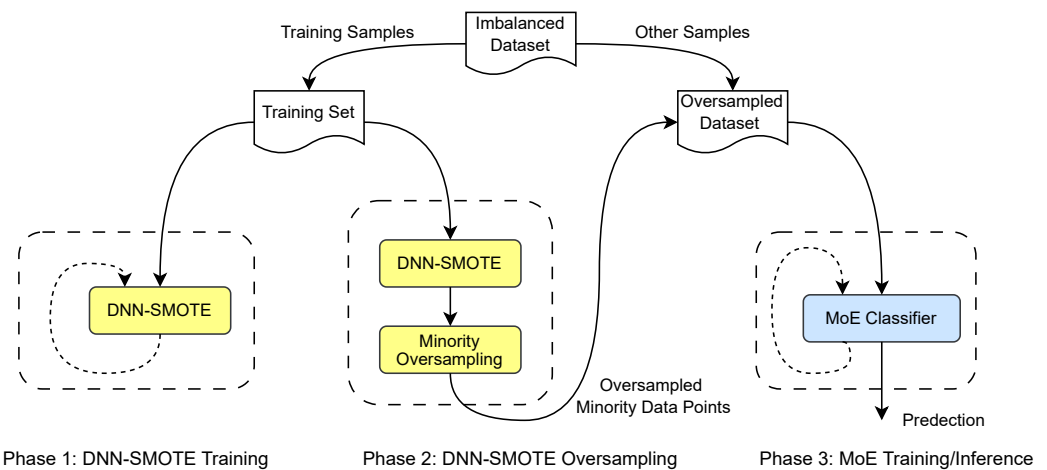 Training Samples
Imbalanced
Dataset
Other Samples
Training Set
Oversampled
Dataset
DNN-SMOTE
DNN-SMOTE
Minority
Oversampling
MoE Classifier
Oversampled
Minority Data Points
Predection
Phase 1: DNN-SMOTE Training
Phase 2: DNN-SMOTE Oversampling
Phase 3: MoE Training/Inference